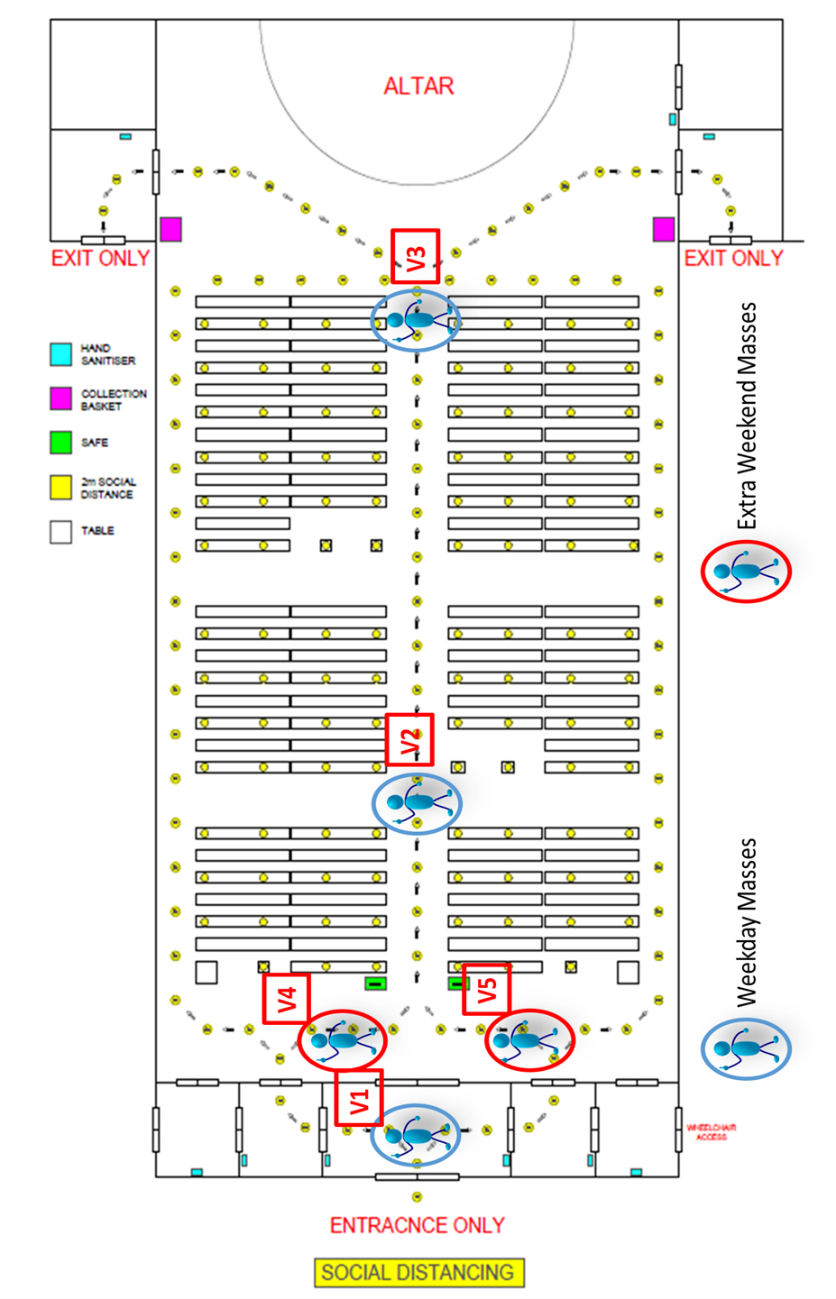 ALTAR
EXIT ONLY
V3
EXIT ONLY
HAND
SANITISER
COLLECTION
BASKET
SAFE
2m SOCIAL
DISTANCE
TABLE
Extra Weekend Masses
V2
Weekday Masses
V4
V5
V1
WHEELCHAIR
ACCESS
ENTRACNCE ONLY
SOCIAL DISTANCING